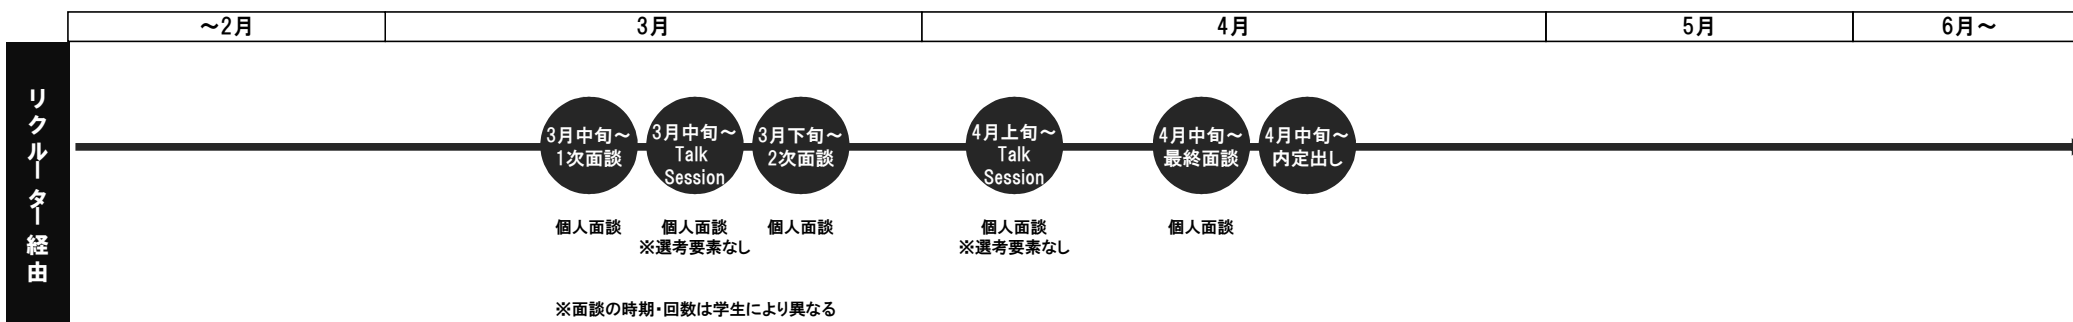 ～2月
3月
4月
5月
6月～
リクルーター経由
3月中旬～
1次面談
3月中旬～
Talk
Session
3月下旬～
2次面談
4月上旬～
Talk
Session
4月中旬～
最終面談
4月中旬～
内定出し
個人面談
個人面談
※選考要素なし
個人面談
個人面談
※選考要素なし
個人面談
※面談の時期・回数は学生により異なる